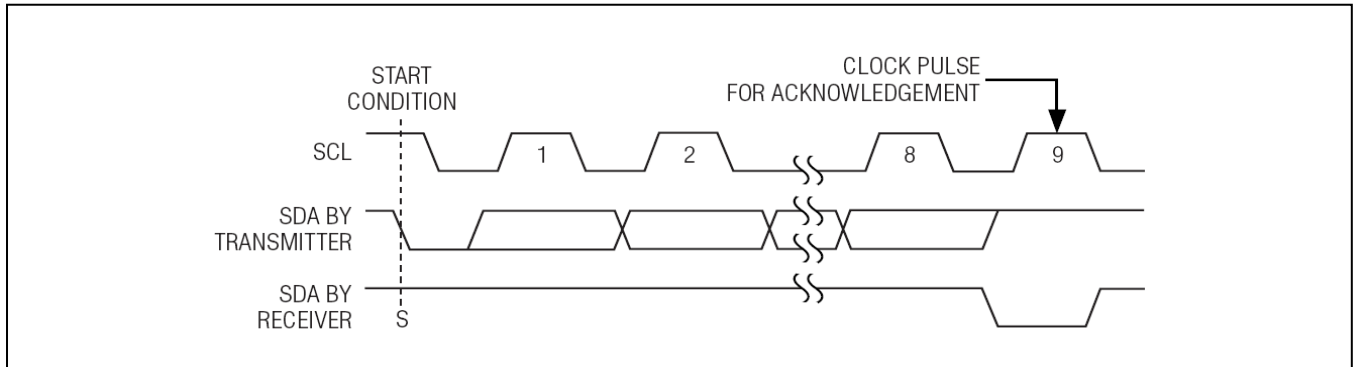 START
CONDITION
CLOCK PULSE
FOR ACKNOWLEDGEMENT
SCL
1
2
8
9
SDA BY
TRANSMITTER
SDA BY
RECEIVER
S